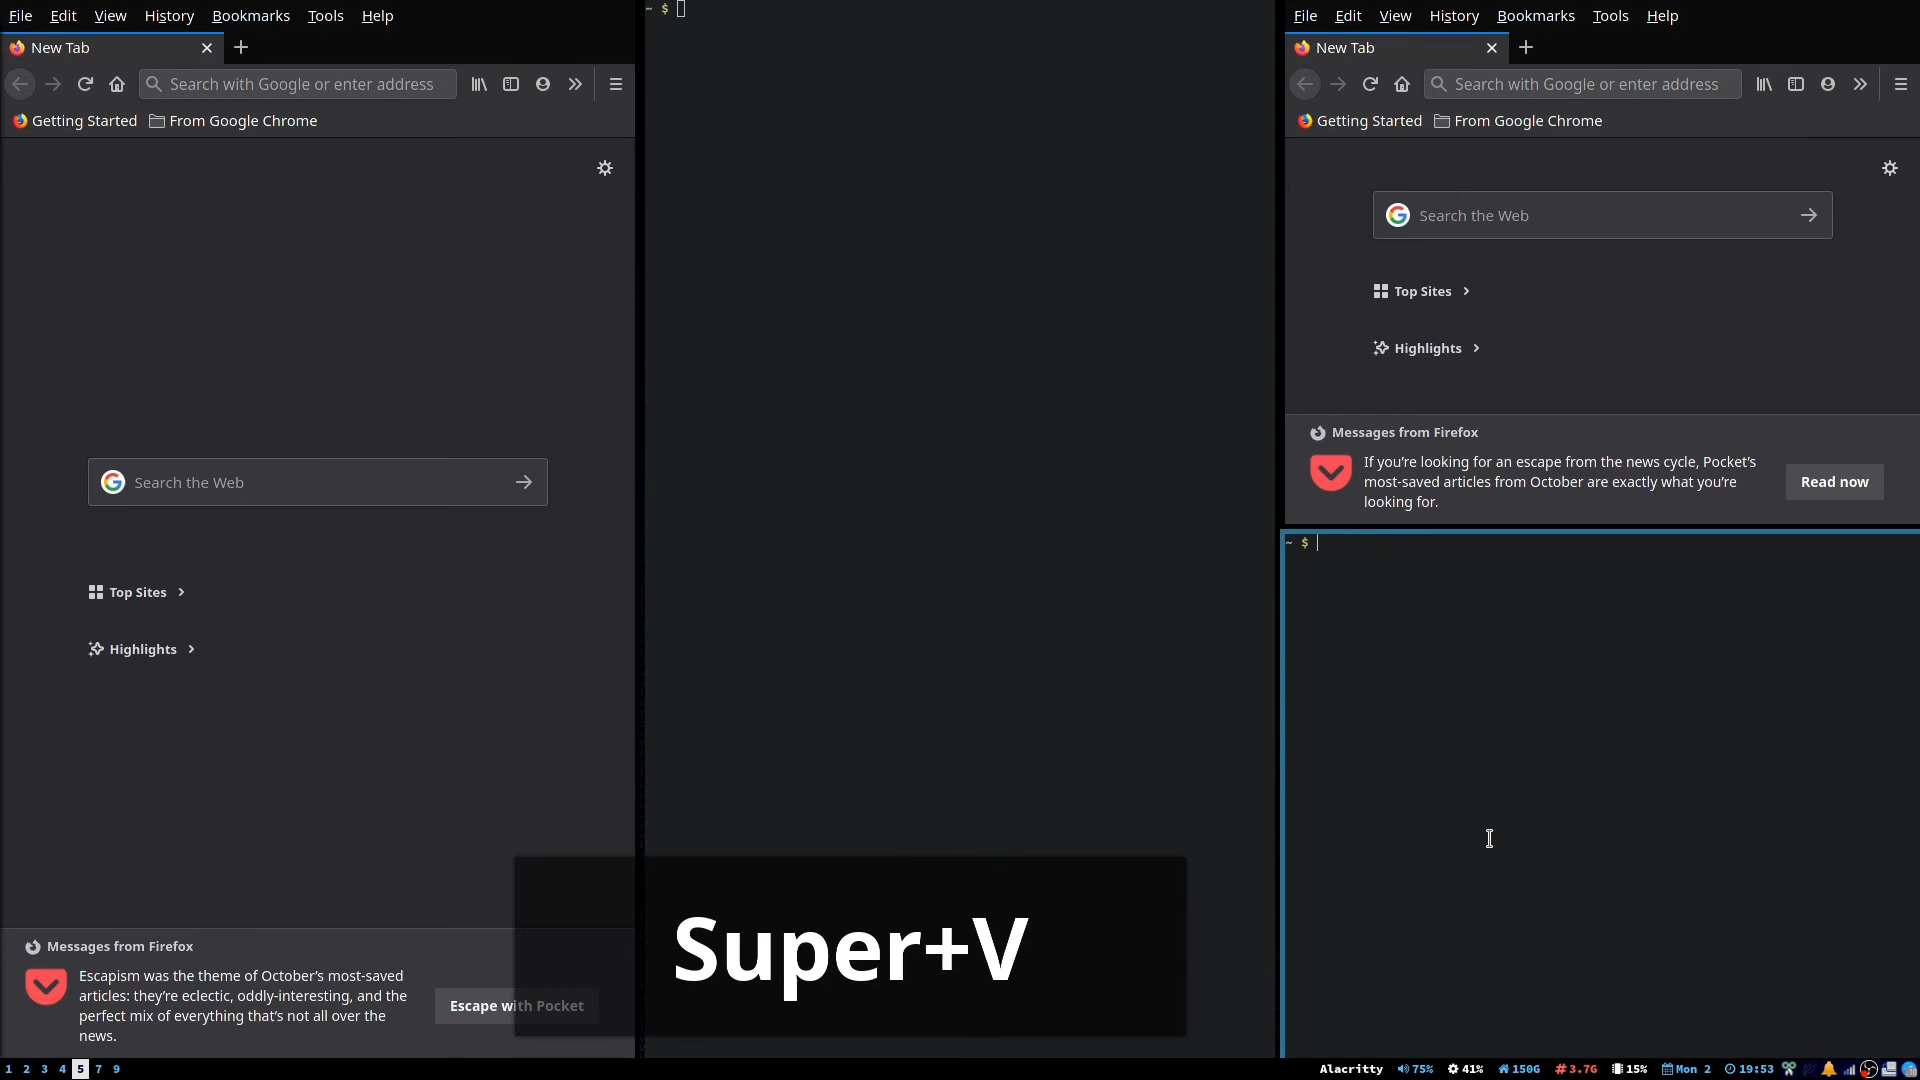 File Edit View History Bookmarks Tools Help
New Tab
Search with Google or enter address
Getting Started From Google Chrome
Search the Web
Top Sites
Highlights
Messages from Firefox
Escapism was the theme of October's most-saved
articles: they're eclectic, oddly-interesting, and the
perfect mix of everything that's not all over the
news.
Escape with Pocket
~ $
File Edit View History Bookmarks Tools Help
New Tab
Search with Google or enter address
Getting Started From Google Chrome
Search the Web
Top Sites
Highlights
Messages from Firefox
If you're looking for an escape from the news cycle, Pocket's
most-saved articles from October are exactly what you're
looking for.
Read now
~ $
Super+V
1 2 3 4 5 7 9
Alacritty 75% 41% 150G #3.7G 15% Mon 2 19:53